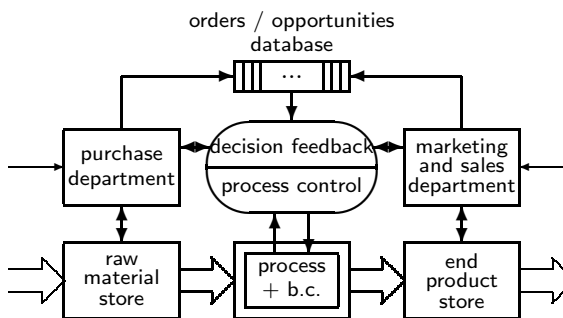 orders / opportunities
database
...
purchase
department
decision feedback
process control
marketing
and sales
department
raw
material
store
process
+ b.c.
end
product
store